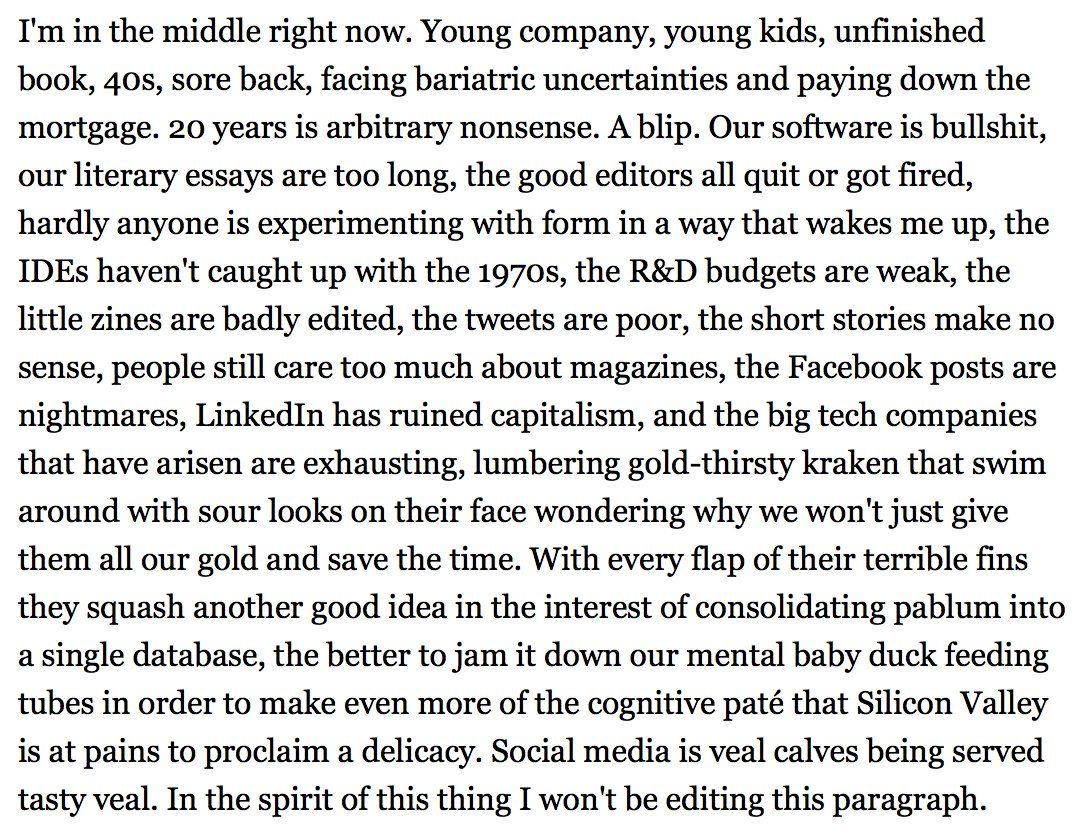 I'm in the middle right now. Young company, young kids, unfinished
book, 40s, sore back, facing bariatric uncertainties and paying down the
mortgage. 20 years is arbitrary nonsense. A blip. Our software is bullshit,
our literary essays are too long, the good editors all quit or got fired,
hardly anyone is experimenting with form in a way that wakes me up, the
IDEs haven't caught up with the 1970s, the R&D budgets are weak, the
little zines are badly edited, the tweets are poor, the short stories make no
sense, people still care too much about magazines, the Facebook posts are
nightmares, LinkedIn has ruined capitalism, and the big tech companies
that have arisen are exhausting, lumbering gold-thirsty kraken that swim
around with sour looks on their face wondering why we won't just give
them all our gold and save the time. With every flap of their terrible fins
they squash another good idea in the interest of consolidating pablum into
a single database, the better to jam it down our mental baby duck feeding
tubes in order to make even more of the cognitive paté that Silicon Valley
is at pains to proclaim a delicacy. Social media is veal calves being served
tasty veal. In the spirit of this thing I won't be editing this paragraph.